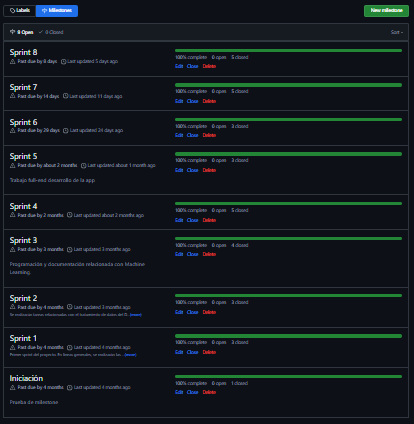 Labels Milestones New milestone
8 Open 0 Closed Sort
Sprint 8
Past due by 8 days Last updated 5 days ago
100% complete 0 open 5 closed
Edit Close Delete
Sprint 7
Past due by 14 days Last updated 11 days ago
100% complete 0 open 5 closed
Edit Close Delete
Sprint 6
Past due by 29 days Last updated 24 days ago
100% complete 0 open 3 closed
Edit Close Delete
Sprint 5
Past due by about 2 months Last updated about 1 month ago
Trabajo full-end desarrollo de la app
100% complete 0 open 3 closed
Edit Close Delete
Sprint 4
Past due by 2 months Last updated about 2 months ago
100% complete 0 open 5 closed
Edit Close Delete
Sprint 3
Past due by 3 months Last updated 3 months ago
Programación y documentación relacionada con Machine
Learning.
100% complete 0 open 4 closed
Edit Close Delete
Sprint 2
Past due by 4 months Last updated 3 months ago
Se realizarán tareas relacionadas con el tratamiento de datos del (more)
100% complete 0 open 3 closed
Edit Close Delete
Sprint 1
Past due by 4 months Last updated 4 months ago
Primer sprint del proyecto. En líneas generales, se realizarán las... (more)
100% complete 0 open 3 closed
Edit Close Delete
Iniciación
Past due by 4 months Last updated 4 months ago
Prueba de milestone
100% complete 0 open 1 closed
Edit Close Delete